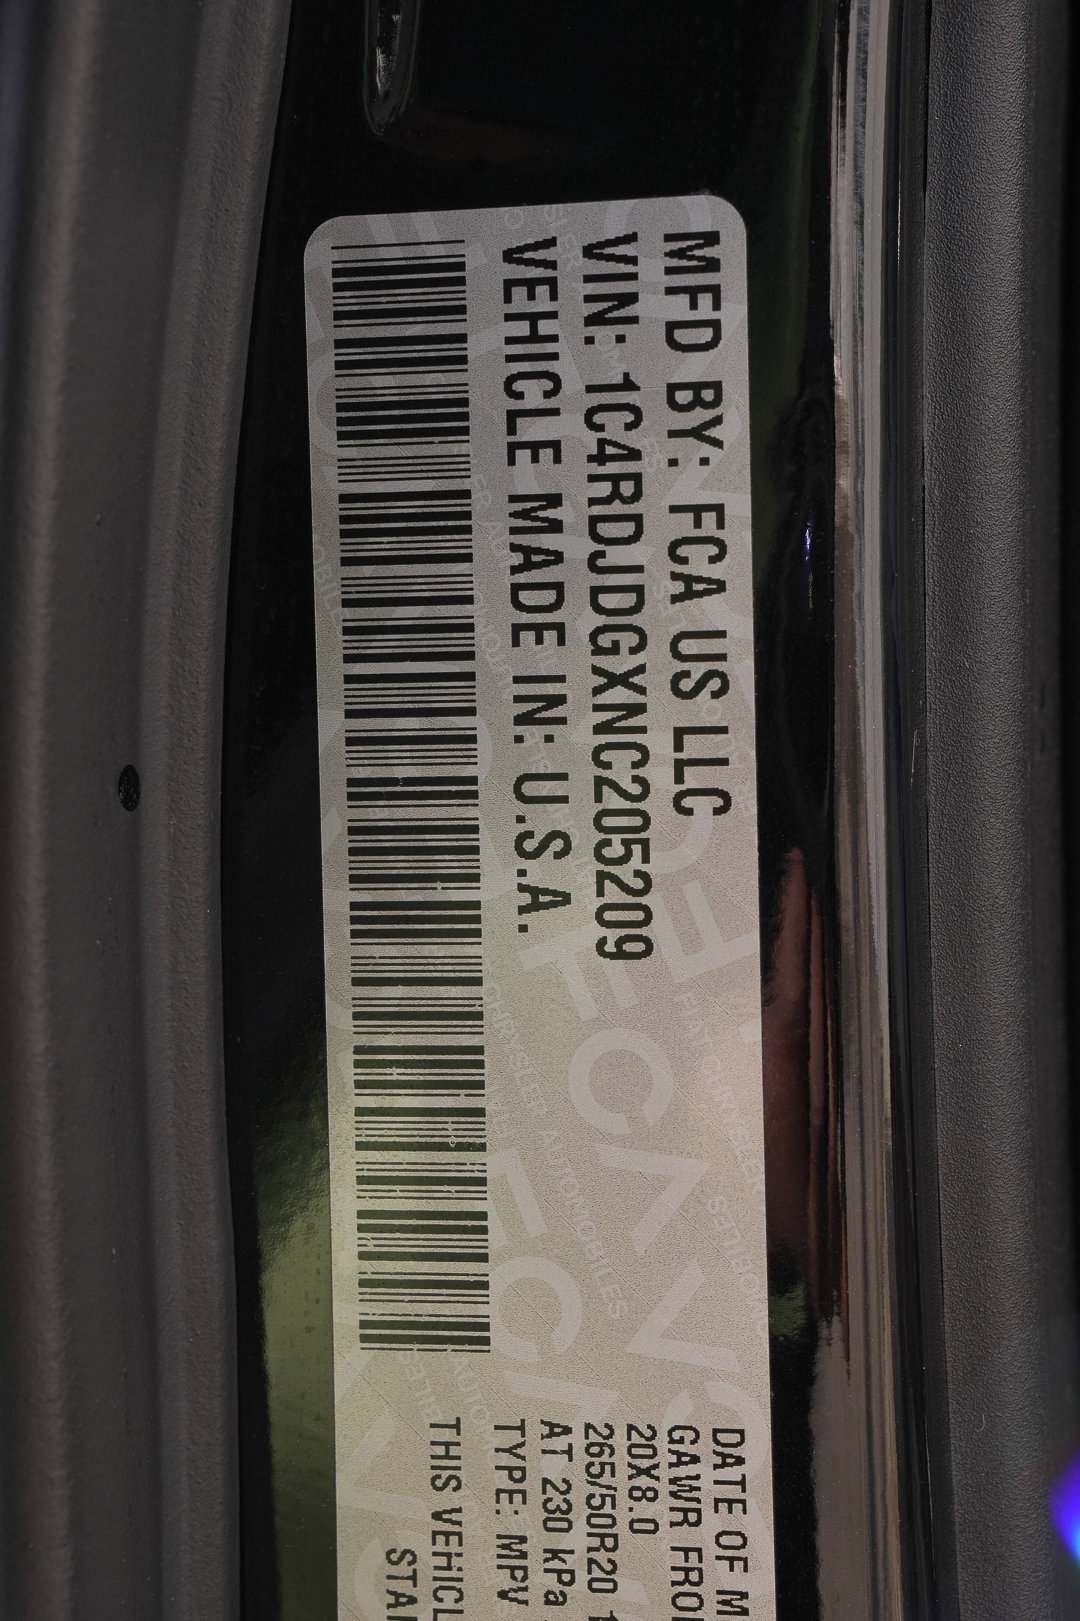 MFD BY: FCA US LLC
VIN: 1C4RDJDGXNC205209
VEHICLE MADE IN: U.S.A.
DATE OF M
GAWR FRO
20X8.0
265/50R20 1
AT 230 kPa
TYPE: MPV
THIS VEHICL
STA